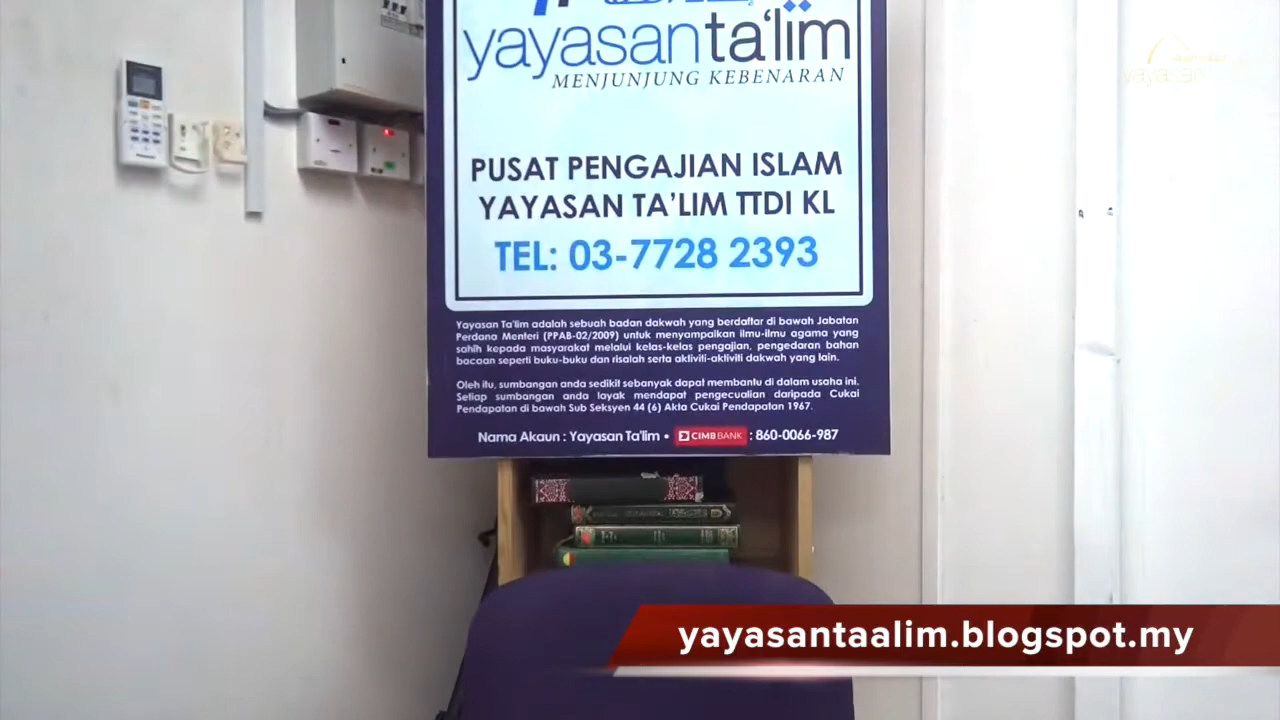 yayasanta'lim
MENJUNJUNG KEBENARAN
yayasan
PUSAT PENGAJIAN ISLAM
YAYASAN TA'LIM TTDI KL
TEL: 03-7728 2393
Yayasan Ta'lim adalah sebuah badan dakwah yang berdaftar di bawah Jabatan
Perdana Menteri (PPAB-02/2009) untuk menyampaikan ilmu-ilmu agama yang
sahih kepada masyarakat melalui kelas-kelas pengajian, pengedaran bahan
bacaan seperti buku-buku dan risalah serta aktiviti-aktiviti dakwah yang lain.
Oleh itu, sumbangan anda sedikit sebanyak dapat membantu di dalam usaha ini.
Setiap sumbangan anda layak mendapat pengecualian daripada Cukai
Pendapatan di bawah Sub Seksyen 44 (6) Akta Cukai Pendapatan 1967.
Nama Akaun : Yayasan Ta'lim • CIMB BANK : 860-0066-987
yayasantaalim.blogspot.my